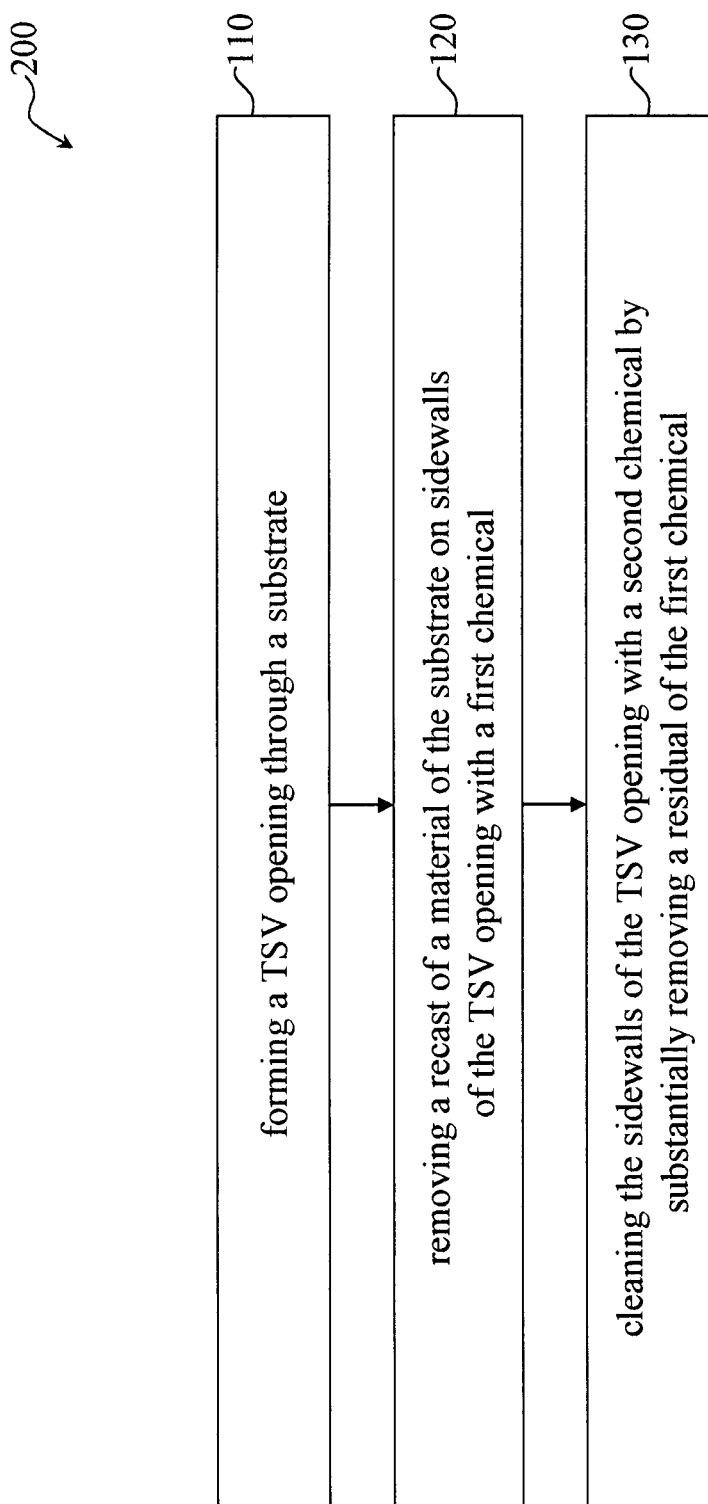 200
110
forming a TSV opening through a substrate
120
removing a recast of a material of the substrate on sidewalls
of the TSV opening with a first chemical
130
cleaning the sidewalls of the TSV opening with a second chemical by
substantially removing a residual of the first chemical